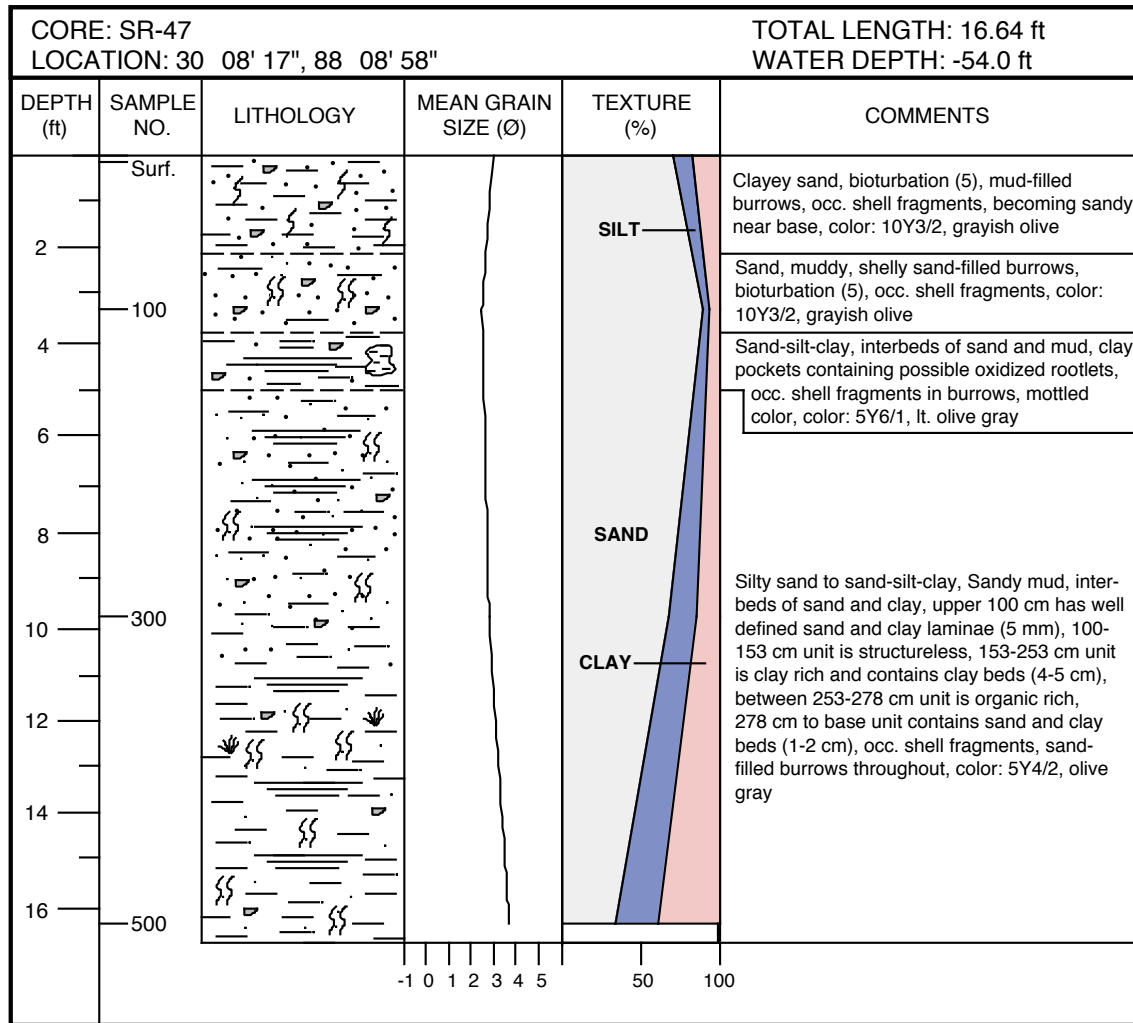 CORE: SR-47
TOTAL LENGTH: 16.64 ft
LOCATION: 30 08' 17", 88 08' 58"
WATER DEPTH: -54.0 ft
DEPTH
(ft)
SAMPLE
NO.
LITHOLOGY
MEAN GRAIN
SIZE (Ø)
TEXTURE
(%)
COMMENTS
2
4
6
8
10
12
14
16
Surf.
100
300
500
-1 0 1 2 3 4 5
SILT
SAND
CLAY
50 100
Clayey sand, bioturbation (5), mud-filled
burrows, occ. shell fragments, becoming sandy
near base, color: 10Y3/2, grayish olive
Sand, muddy, shelly sand-filled burrows,
bioturbation (5), occ. shell fragments, color:
10Y3/2, grayish olive
Sand-silt-clay, interbeds of sand and mud, clay
pockets containing possible oxidized rootlets,
occ. shell fragments in burrows, mottled
color, color: 5Y6/1, lt. olive gray
Silty sand to sand-silt-clay, Sandy mud, inter-
beds of sand and clay, upper 100 cm has well
defined sand and clay laminae (5 mm), 100-
153 cm unit is structureless, 153-253 cm unit
is clay rich and contains clay beds (4-5 cm),
between 253-278 cm unit is organic rich,
278 cm to base unit contains sand and clay
beds (1-2 cm), occ. shell fragments, sand-
filled burrows throughout, color: 5Y4/2, olive
gray